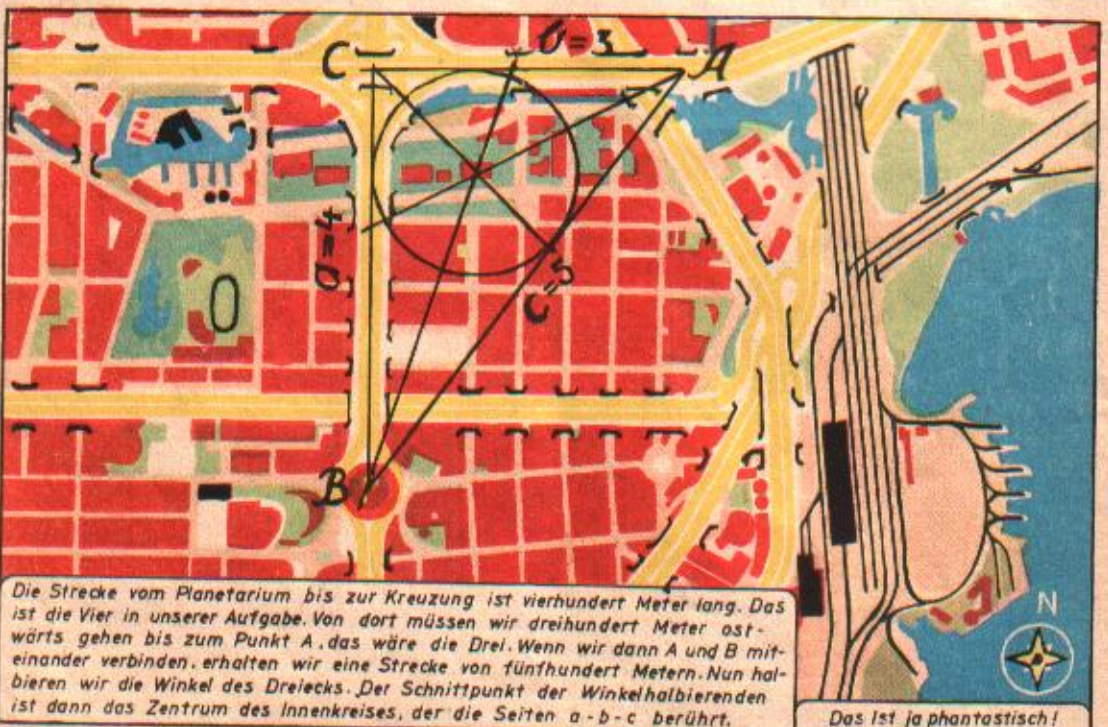 C
b=3
A
a=4
c=5
B
N
Die Strecke vom Planetarium bis zur Kreuzung ist vierhundert Meter lang. Das
ist die Vier in unserer Aufgabe. Von dort müssen wir dreihundert Meter ost-
wärts gehen bis zum Punkt A, das wäre die Drei. Wenn wir dann A und B mit-
einander verbinden, erhalten wir eine Strecke von fünfhundert Metern. Nun hal-
bieren wir die Winkel des Dreiecks. Der Schnittpunkt der Winkelhalbierenden
ist dann das Zentrum des Innenkreises, der die Seiten a-b-c berührt.
Das ist ja phantastisch!